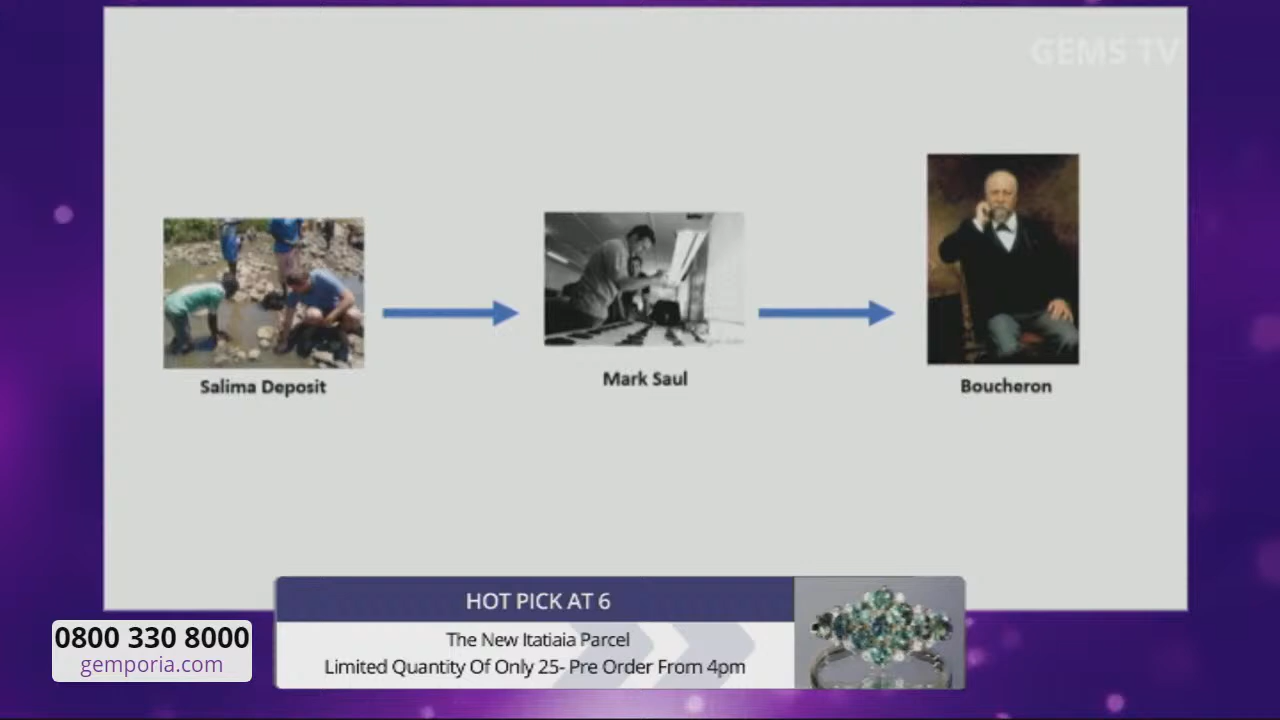 GEMS TV
Salima Deposit
Mark Saul
Boucheron
HOT PICK AT 6
The New Itatiaia Parcel
Limited Quantity Of Only 25- Pre Order From 4pm
0800 330 8000
gemporia.com